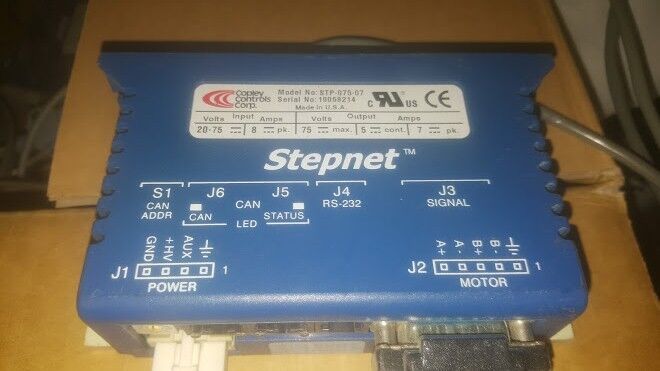 Copley
Controls
Corp.
Model No: STP-075-07
Serial No: 10058214
Made in U.S.A.
C UR US CE
Input Output
Volts Amps Volts Amps
20-75 ⎓ 8 ⎓ pk. 75 ⎓ max. 5 ⎓ cont. 7 ⎓ pk.
Stepnet™
S1 J6 J5 J4 J3
CAN ADDR CAN RS-232 SIGNAL
CAN LED STATUS
GND +HV AUX
J1 1
POWER
A+ A- B+ B-
J2 1
MOTOR